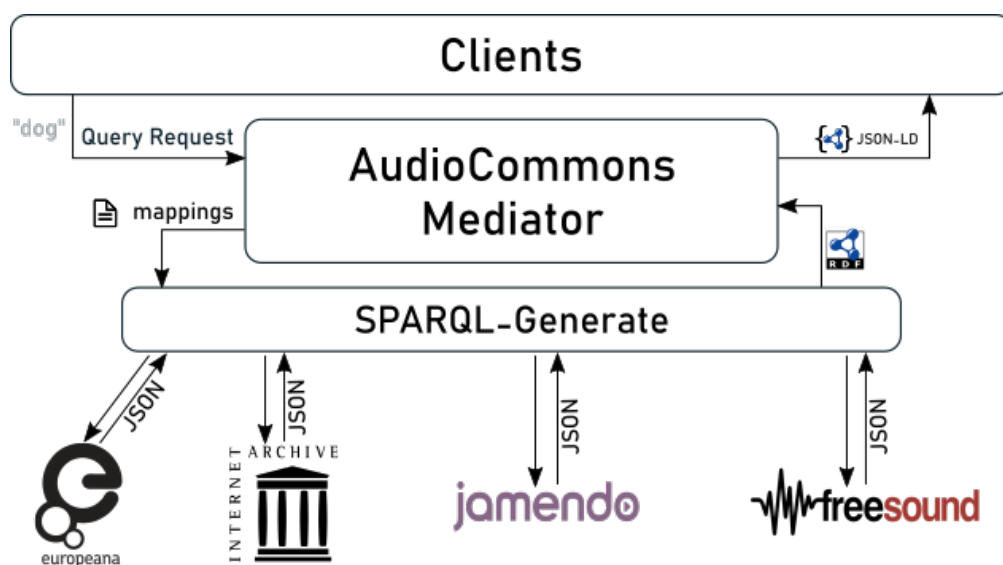 Clients
"dog"
Query Request
AudioCommons
Mediator
{ } JSON-LD
mappings
RDF
SPARQL-Generate
JSON
JSON
JSON
JSON
europeana
INTERNET
ARCHIVE
jamendo
freesound